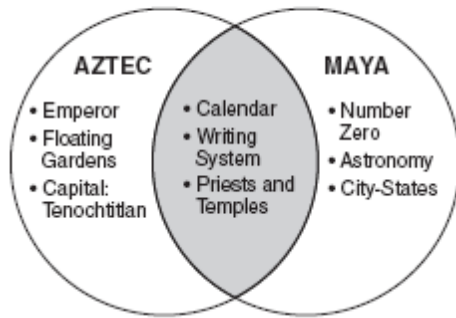 AZTEC
• Emperor
• Floating
Gardens
• Capital:
Tenochtitlan
• Calendar
• Writing
System
• Priests and
Temples
MAYA
• Number
Zero
• Astronomy
• City-States